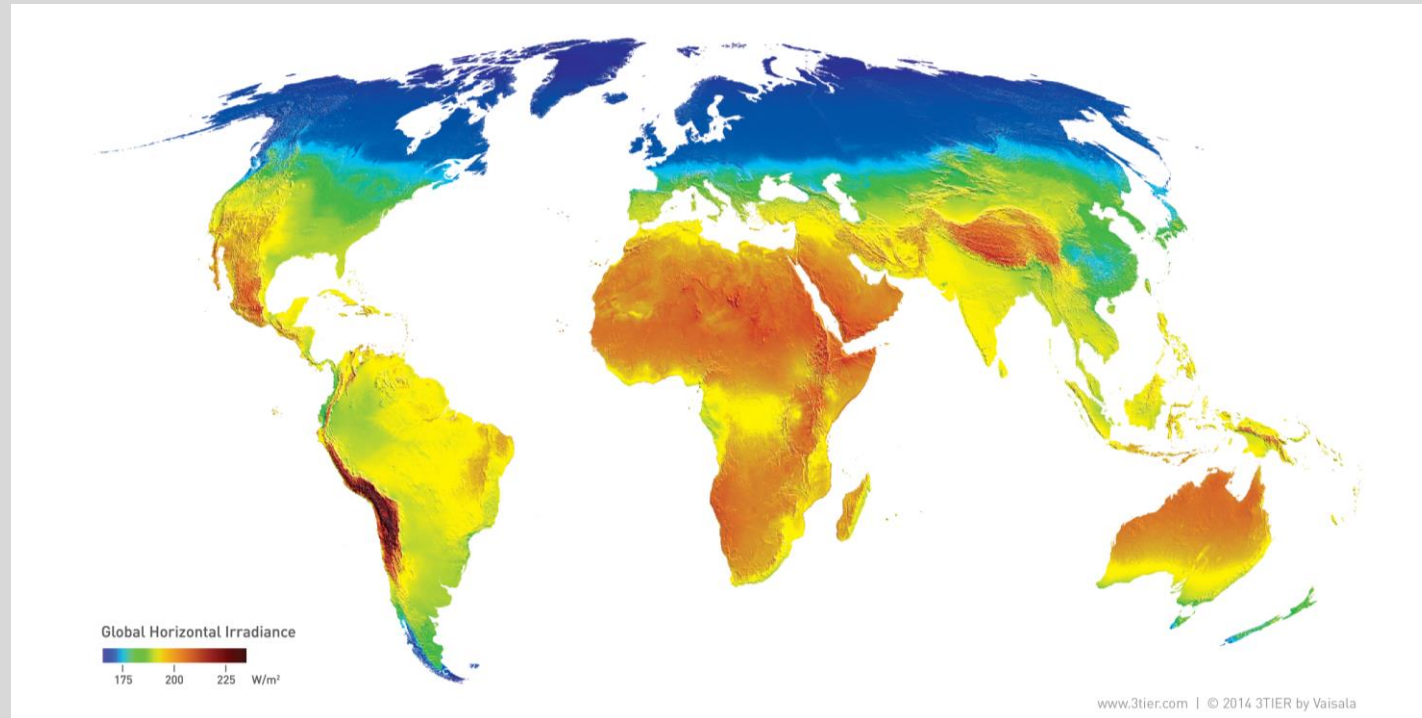 Global Horizontal Irradiance
175 200 225 W/m²
www.3tier.com | © 2014 3TIER by Vaisala